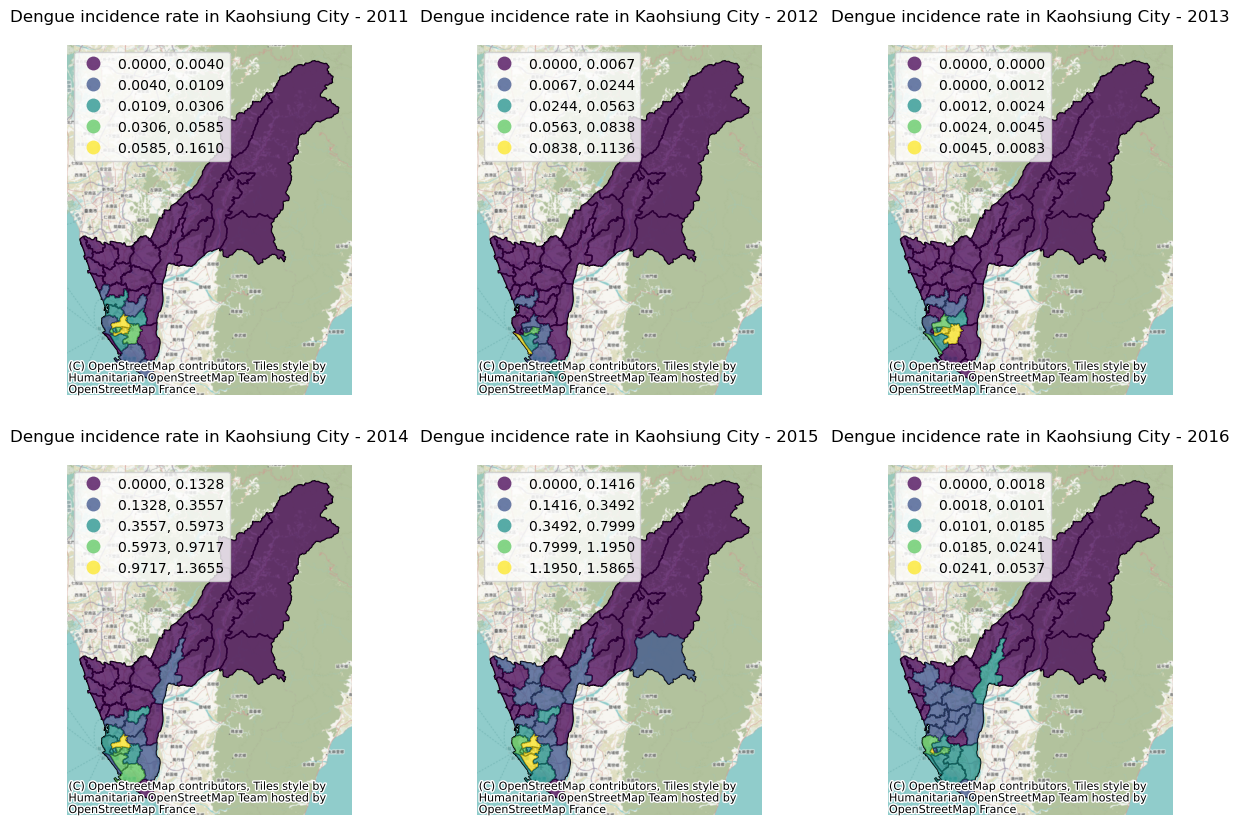 Dengue incidence rate in Kaohsiung City - 2011
0.0000, 0.0040
0.0040, 0.0109
0.0109, 0.0306
0.0306, 0.0585
0.0585, 0.1610
(C) OpenStreetMap contributors, Tiles style by
Humanitarian OpenStreetMap Team hosted by
OpenStreetMap France
Dengue incidence rate in Kaohsiung City - 2012
0.0000, 0.0067
0.0067, 0.0244
0.0244, 0.0563
0.0563, 0.0838
0.0838, 0.1136
(C) OpenStreetMap contributors, Tiles style by
Humanitarian OpenStreetMap Team hosted by
OpenStreetMap France
Dengue incidence rate in Kaohsiung City - 2013
0.0000, 0.0000
0.0000, 0.0012
0.0012, 0.0024
0.0024, 0.0045
0.0045, 0.0083
(C) OpenStreetMap contributors, Tiles style by
Humanitarian OpenStreetMap Team hosted by
OpenStreetMap France
Dengue incidence rate in Kaohsiung City - 2014
0.0000, 0.1328
0.1328, 0.3557
0.3557, 0.5973
0.5973, 0.9717
0.9717, 1.3655
(C) OpenStreetMap contributors, Tiles style by
Humanitarian OpenStreetMap Team hosted by
OpenStreetMap France
Dengue incidence rate in Kaohsiung City - 2015
0.0000, 0.1416
0.1416, 0.3492
0.3492, 0.7999
0.7999, 1.1950
1.1950, 1.5865
(C) OpenStreetMap contributors, Tiles style by
Humanitarian OpenStreetMap Team hosted by
OpenStreetMap France
Dengue incidence rate in Kaohsiung City - 2016
0.0000, 0.0018
0.0018, 0.0101
0.0101, 0.0185
0.0185, 0.0241
0.0241, 0.0537
(C) OpenStreetMap contributors, Tiles style by
Humanitarian OpenStreetMap Team hosted by
OpenStreetMap France